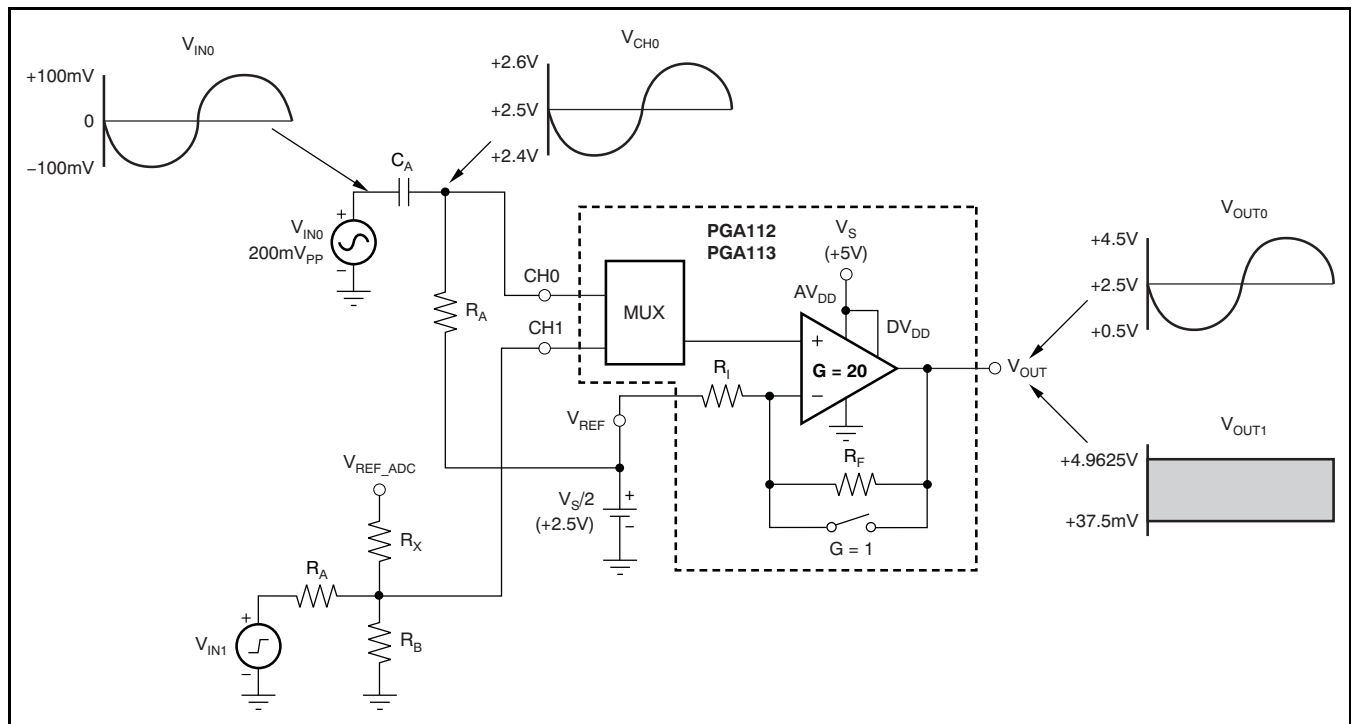 V_IN0
+100mV
0
−100mV
V_CH0
+2.6V
+2.5V
+2.4V
C_A
V_IN0
200mV_PP
+
−
R_A
CH0
CH1
MUX
PGA112
PGA113
V_S
(+5V)
AV_DD
DV_DD
+
G = 20
−
R_I
V_REF
R_F
G = 1
V_OUT
V_OUT0
+4.5V
+2.5V
+0.5V
V_OUT1
+4.9625V
+37.5mV
V_S/2
(+2.5V)
+
−
V_REF_ADC
R_X
R_A
R_B
V_IN1
+
−